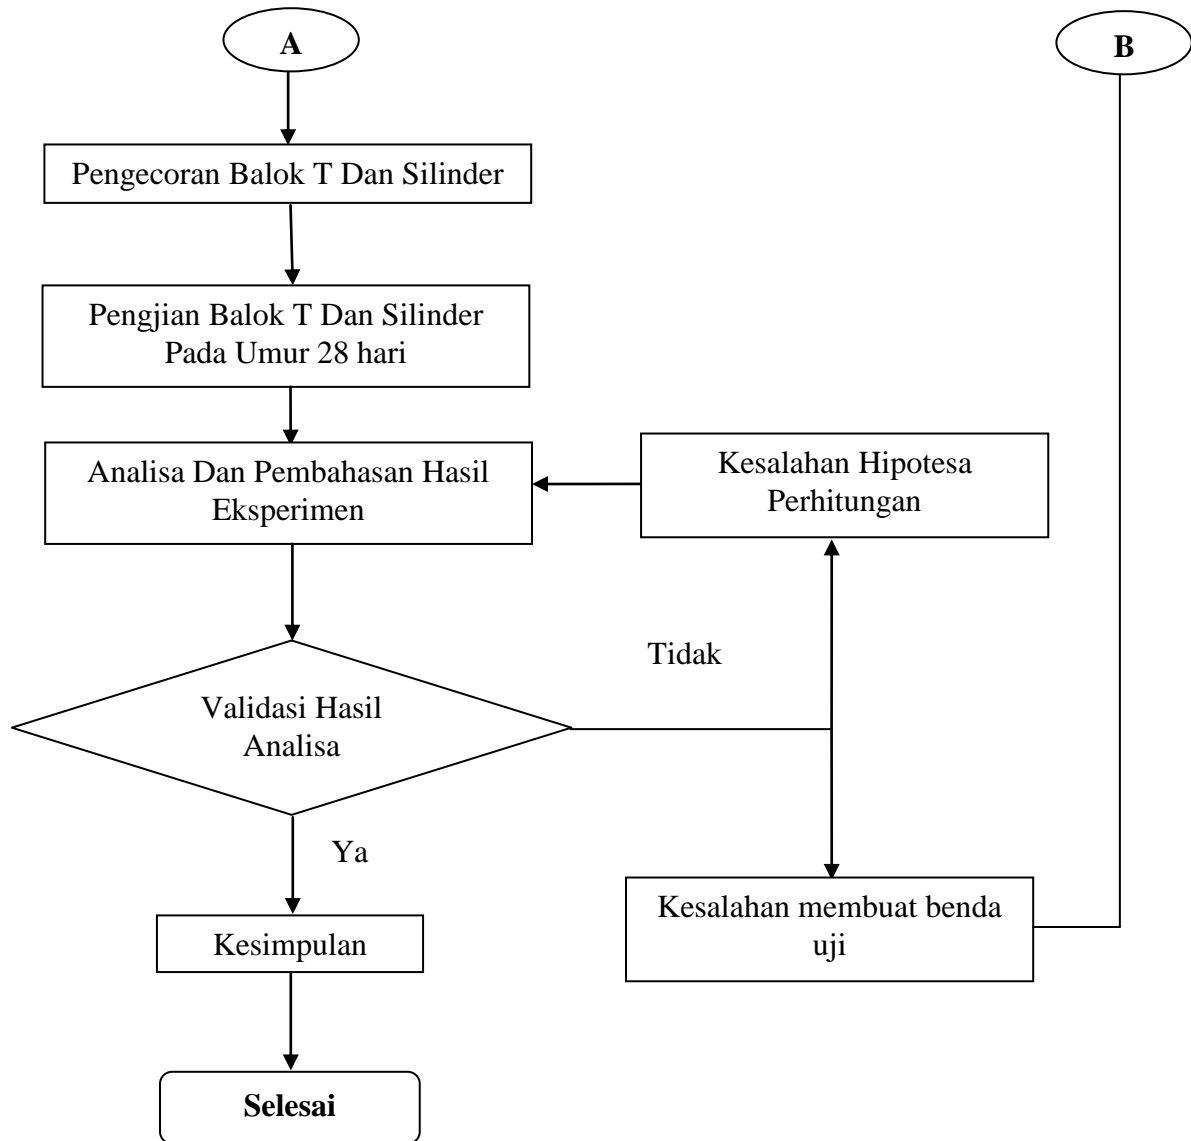 A
B
Pengecoran Balok T Dan Silinder
Pengjian Balok T Dan Silinder
Pada Umur 28 hari
Analisa Dan Pembahasan Hasil
Eksperimen
Kesalahan Hipotesa
Perhitungan
Tidak
Validasi Hasil
Analisa
Ya
Kesalahan membuat benda
uji
Kesimpulan
Selesai